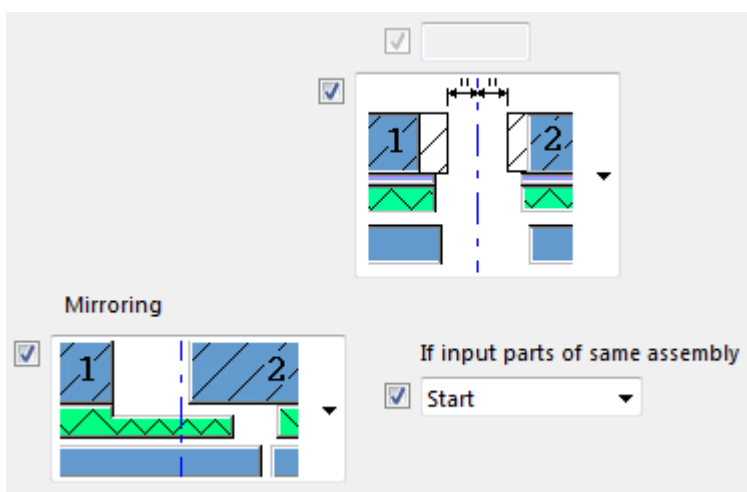 " "
1 2
Mirroring
1 2
If input parts of same assembly
Start